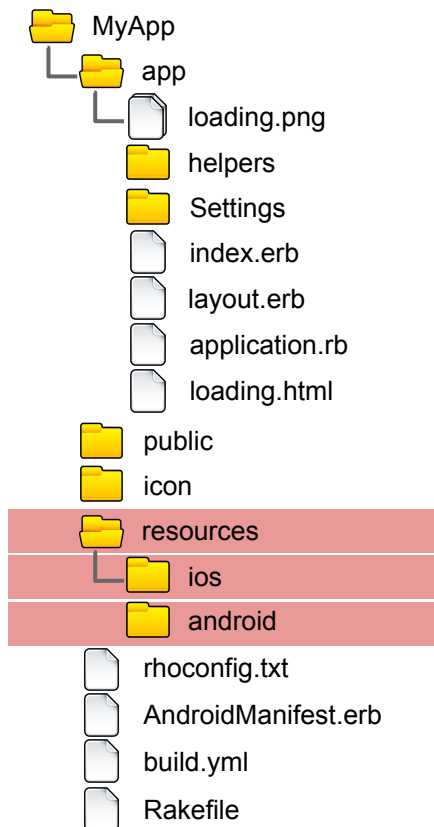 MyApp
app
loading.png
helpers
Settings
index.erb
layout.erb
application.rb
loading.html
public
icon
resources
ios
android
rhoconfig.txt
AndroidManifest.erb
build.yml
Rakefile